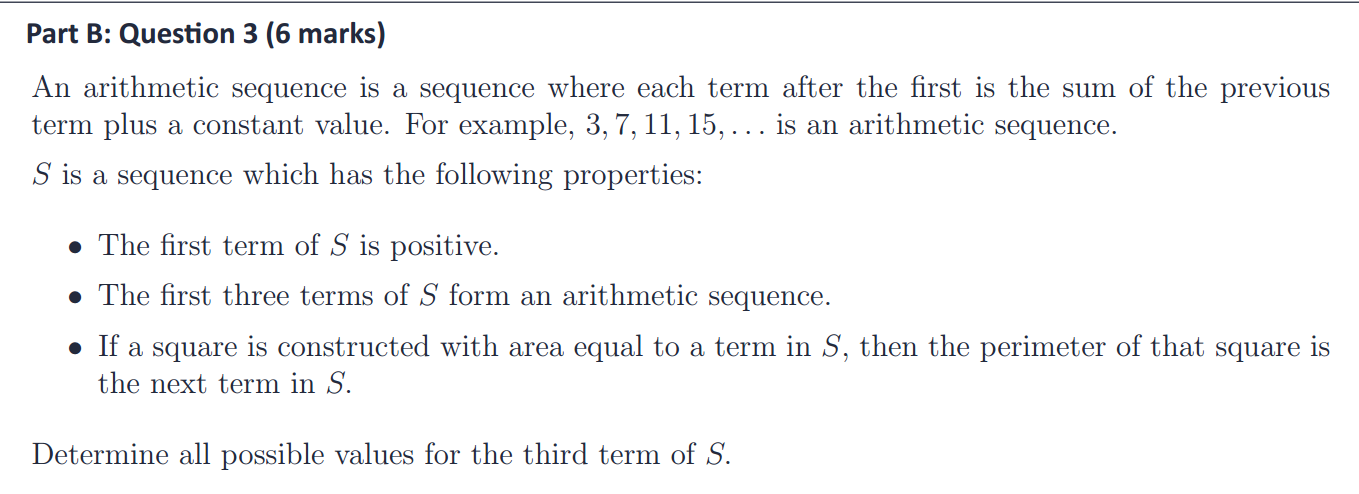 Part B: Question 3 (6 marks)
An arithmetic sequence is a sequence where each term after the first is the sum of the previous
term plus a constant value. For example, 3, 7, 11, 15, . . . is an arithmetic sequence.
S is a sequence which has the following properties:
• The first term of S is positive.
• The first three terms of S form an arithmetic sequence.
• If a square is constructed with area equal to a term in S, then the perimeter of that square is
the next term in S.
Determine all possible values for the third term of S.